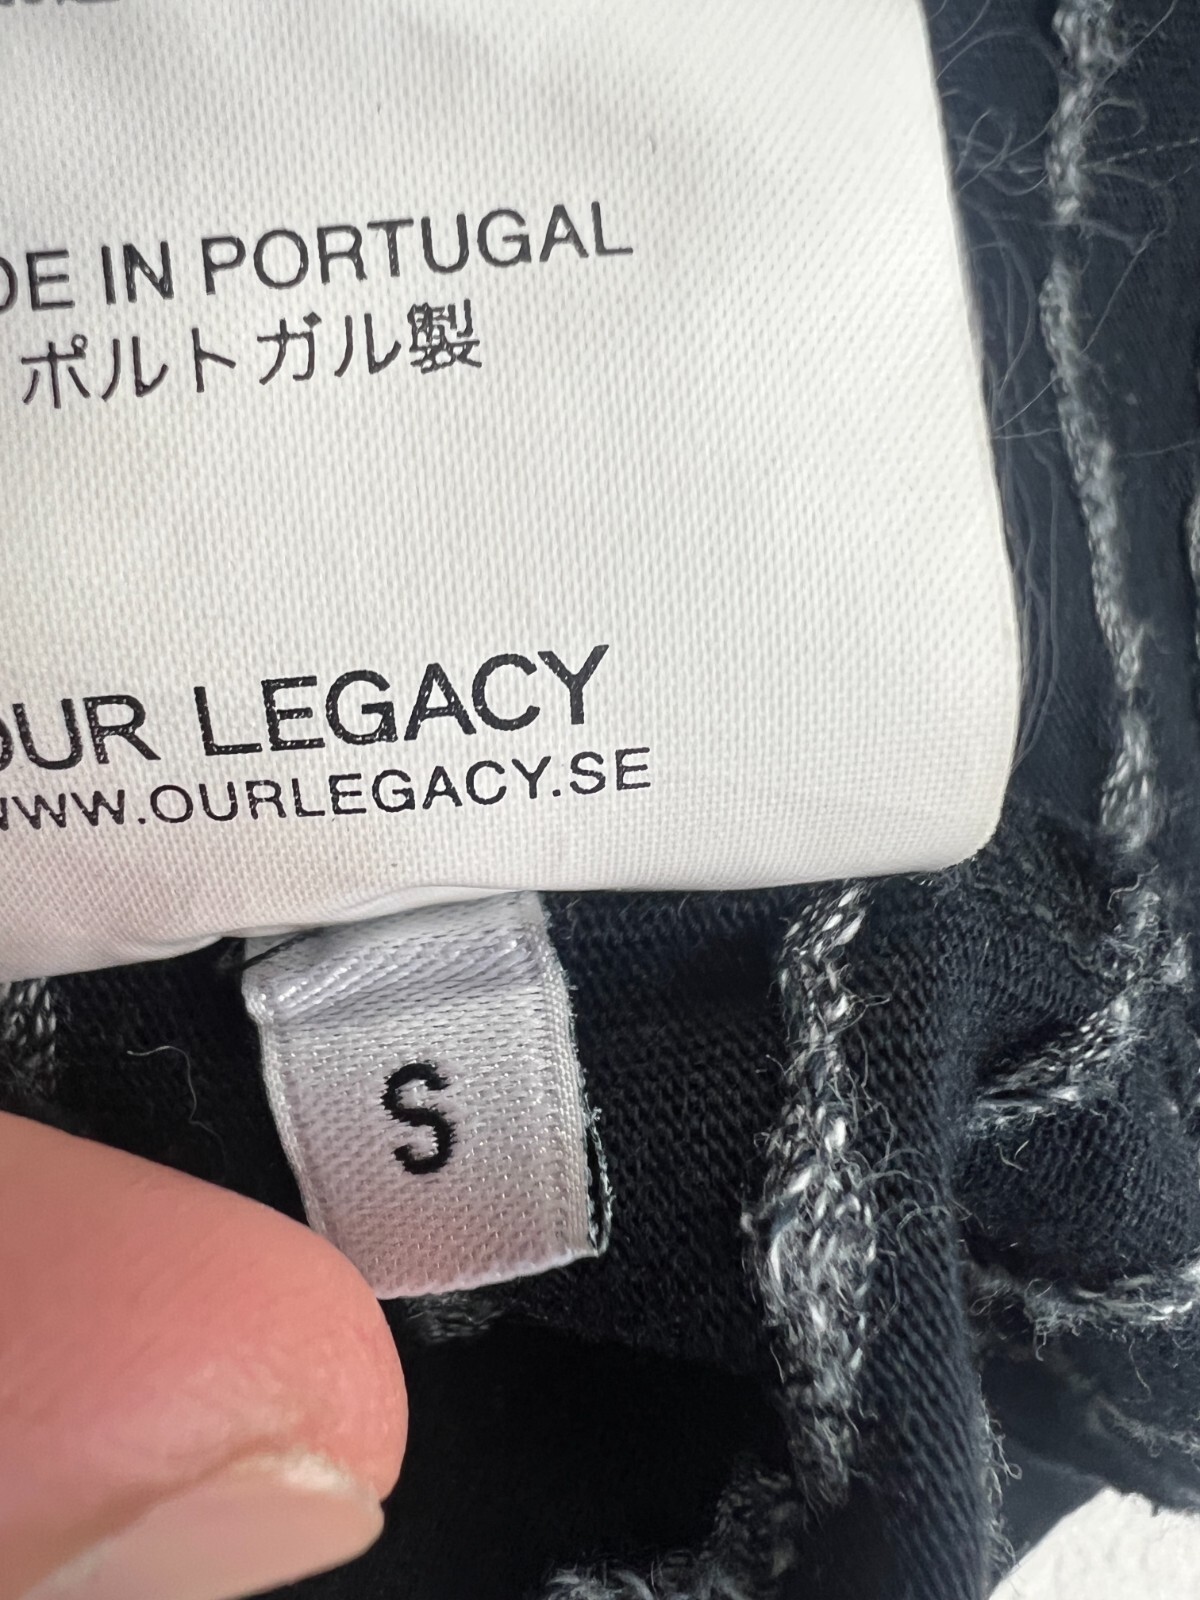 DE IN PORTUGAL
ポルトガル製
OUR LEGACY
WWW.OURLEGACY.SE
S